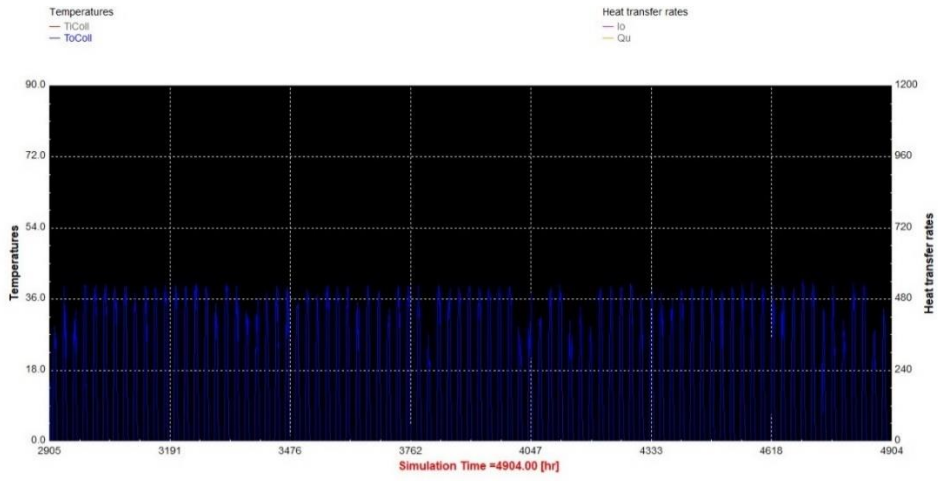 Temperatures
TiColl
ToColl
Heat transfer rates
Io
Qu
90.0
72.0
54.0
36.0
18.0
0.0
Temperatures
1200
960
720
480
240
0
Heat transfer rates
2905 3191 3476 3762 4047 4333 4618 4904
Simulation Time =4904.00 [hr]